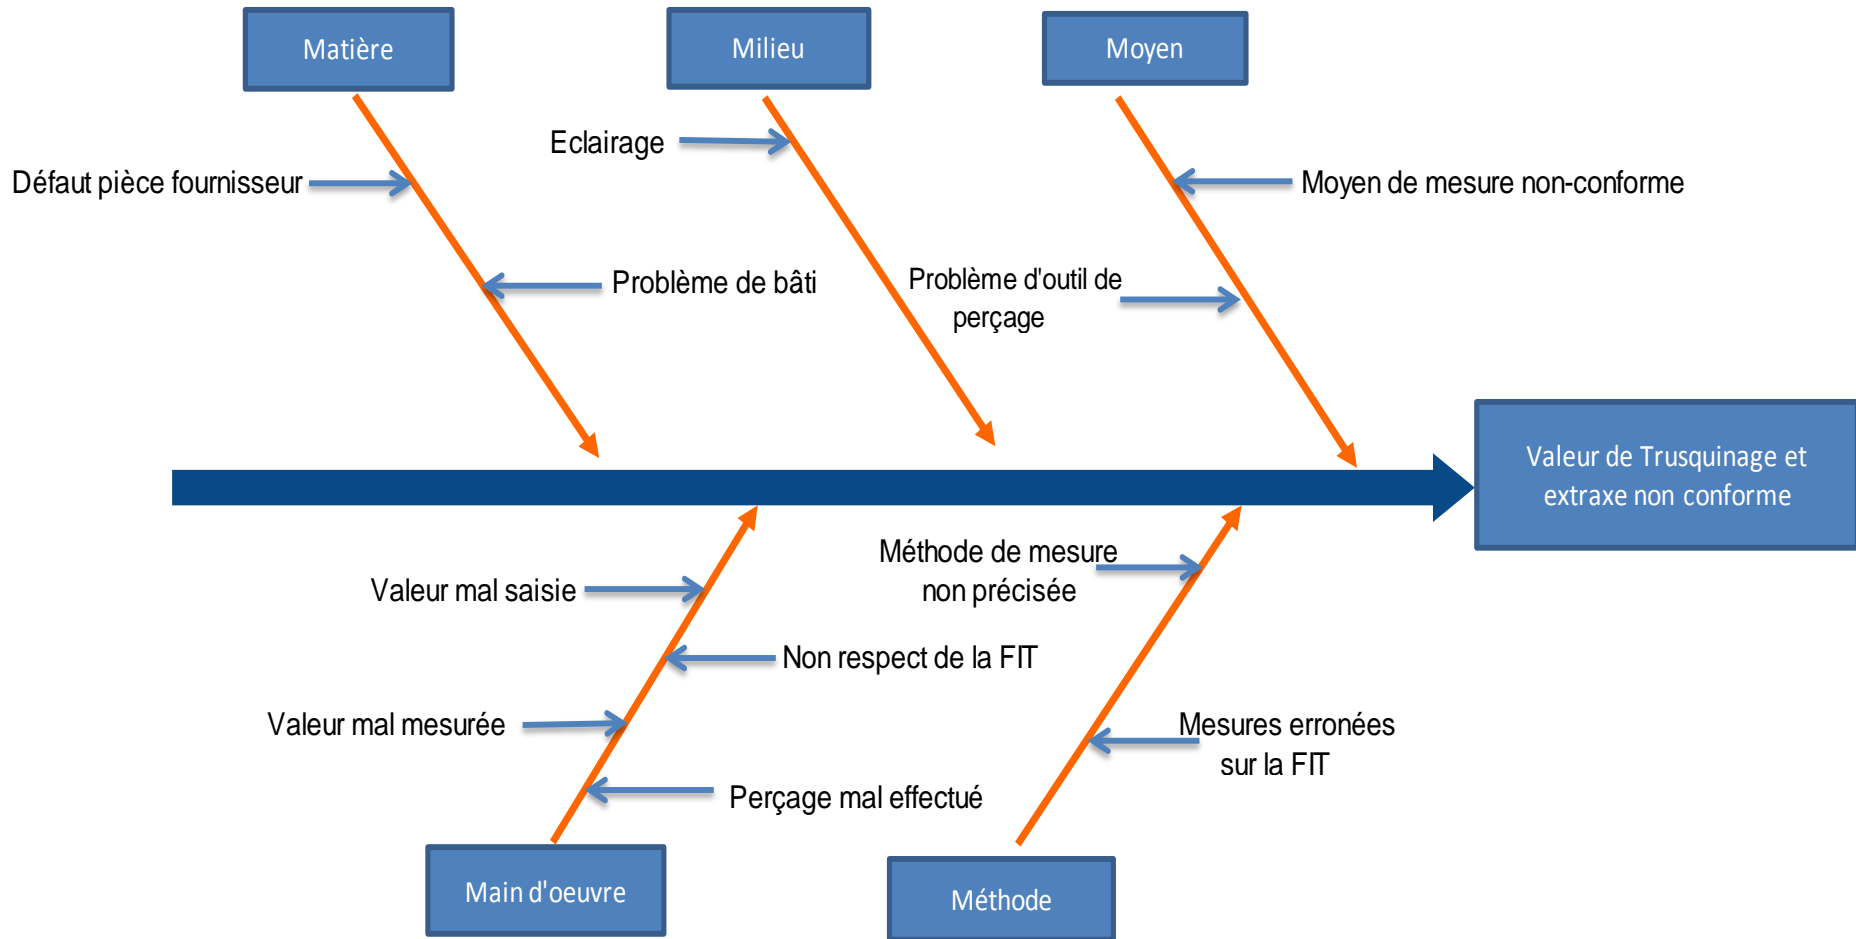 Matière
Milieu
Moyen
Eclairage
Défaut pièce fournisseur
Moyen de mesure non-conforme
Problème de bâti
Problème d'outil de
perçage
Valeur de Trusquinage et
extraxe non conforme
Méthode de mesure
non précisée
Valeur mal saisie
Non respect de la FIT
Valeur mal mesurée
Mesures erronées
sur la FIT
Perçage mal effectué
Main d'oeuvre
Méthode